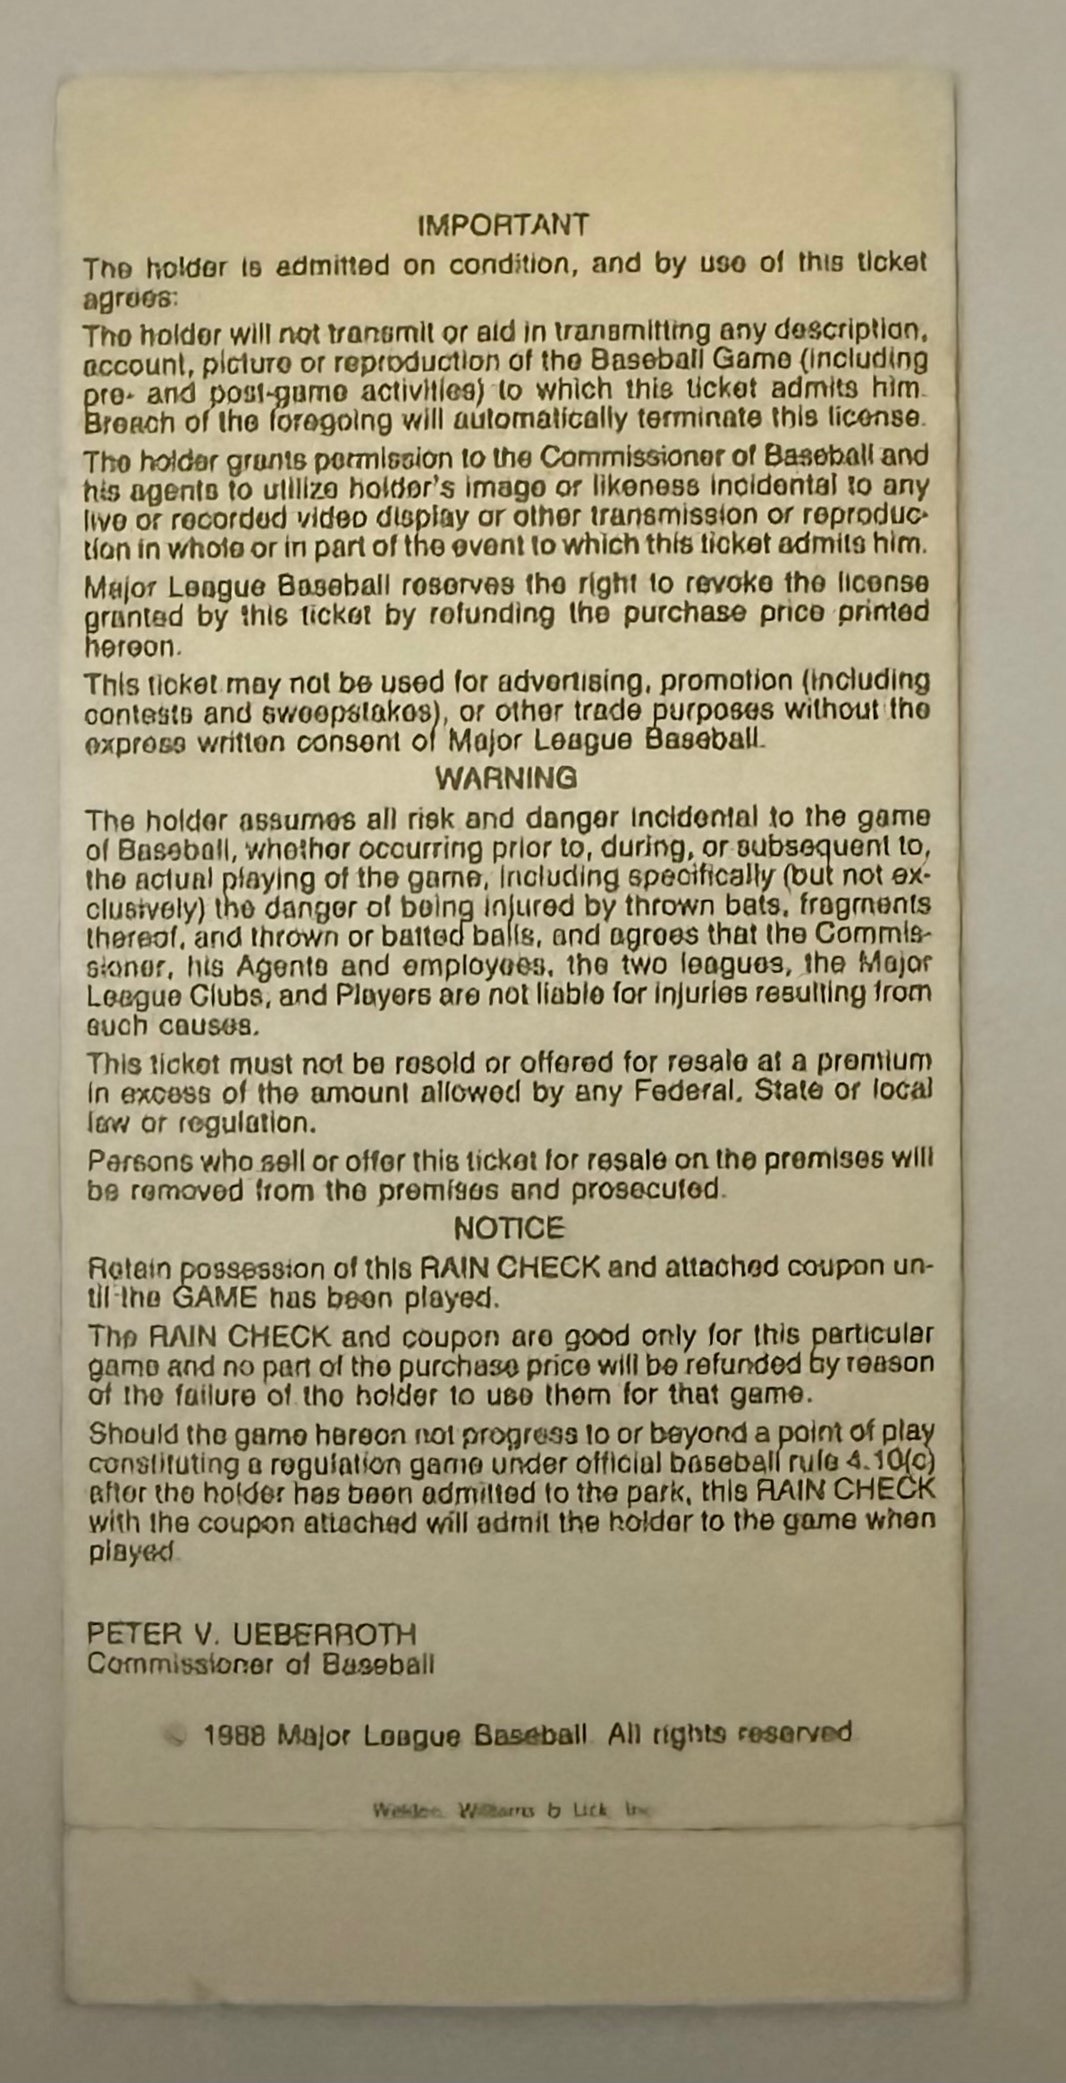 IMPORTANT
The holder is admitted on condition, and by use of this ticket
agrees:
The holder will not transmit or aid in transmitting any description,
account, picture or reproduction of the Baseball Game (including
pre- and post-game activities) to which this ticket admits him.
Breach of the foregoing will automatically terminate this license.
The holder grants permission to the Commissioner of Baseball and
his agents to utilize holder's image or likeness incidental to any
live or recorded video display or other transmission or reproduc-
tion in whole or in part of the event to which this ticket admits him.
Major League Baseball reserves the right to revoke the license
granted by this ticket by refunding the purchase price printed
hereon.
This ticket may not be used for advertising, promotion (including
contests and sweepstakes), or other trade purposes without the
express written consent of Major League Baseball.
WARNING
The holder assumes all risk and danger incidental to the game
of Baseball, whether occurring prior to, during, or subsequent to,
the actual playing of the game, including specifically (but not ex-
clusively) the danger of being injured by thrown bats, fragments
thereof, and thrown or batted balls, and agrees that the Commis-
sioner, his Agents and employees, the two leagues, the Major
League Clubs, and Players are not liable for injuries resulting from
such causes.
This ticket must not be resold or offered for resale at a premium
in excess of the amount allowed by any Federal, State or local
law or regulation.
Persons who sell or offer this ticket for resale on the premises will
be removed from the premises and prosecuted.
NOTICE
Retain possession of this RAIN CHECK and attached coupon un-
til the GAME has been played.
The RAIN CHECK and coupon are good only for this particular
game and no part of the purchase price will be refunded by reason
of the failure of the holder to use them for that game.
Should the game hereon not progress to or beyond a point of play
constituting a regulation game under official baseball rule 4.10(c)
after the holder has been admitted to the park, this RAIN CHECK
with the coupon attached will admit the holder to the game when
played.
PETER V. UEBERROTH
Commissioner of Baseball
1988 Major League Baseball. All rights reserved
Williams & Lick, Inc.